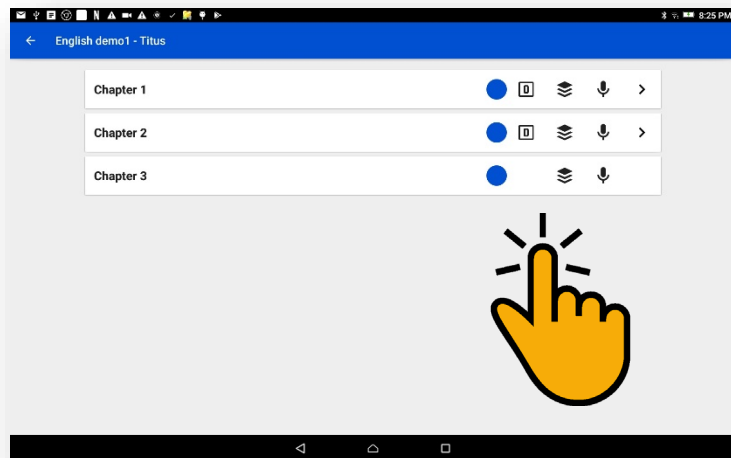 8:25 PM
English demo1 - Titus
Chapter 1
0
Chapter 2
0
Chapter 3